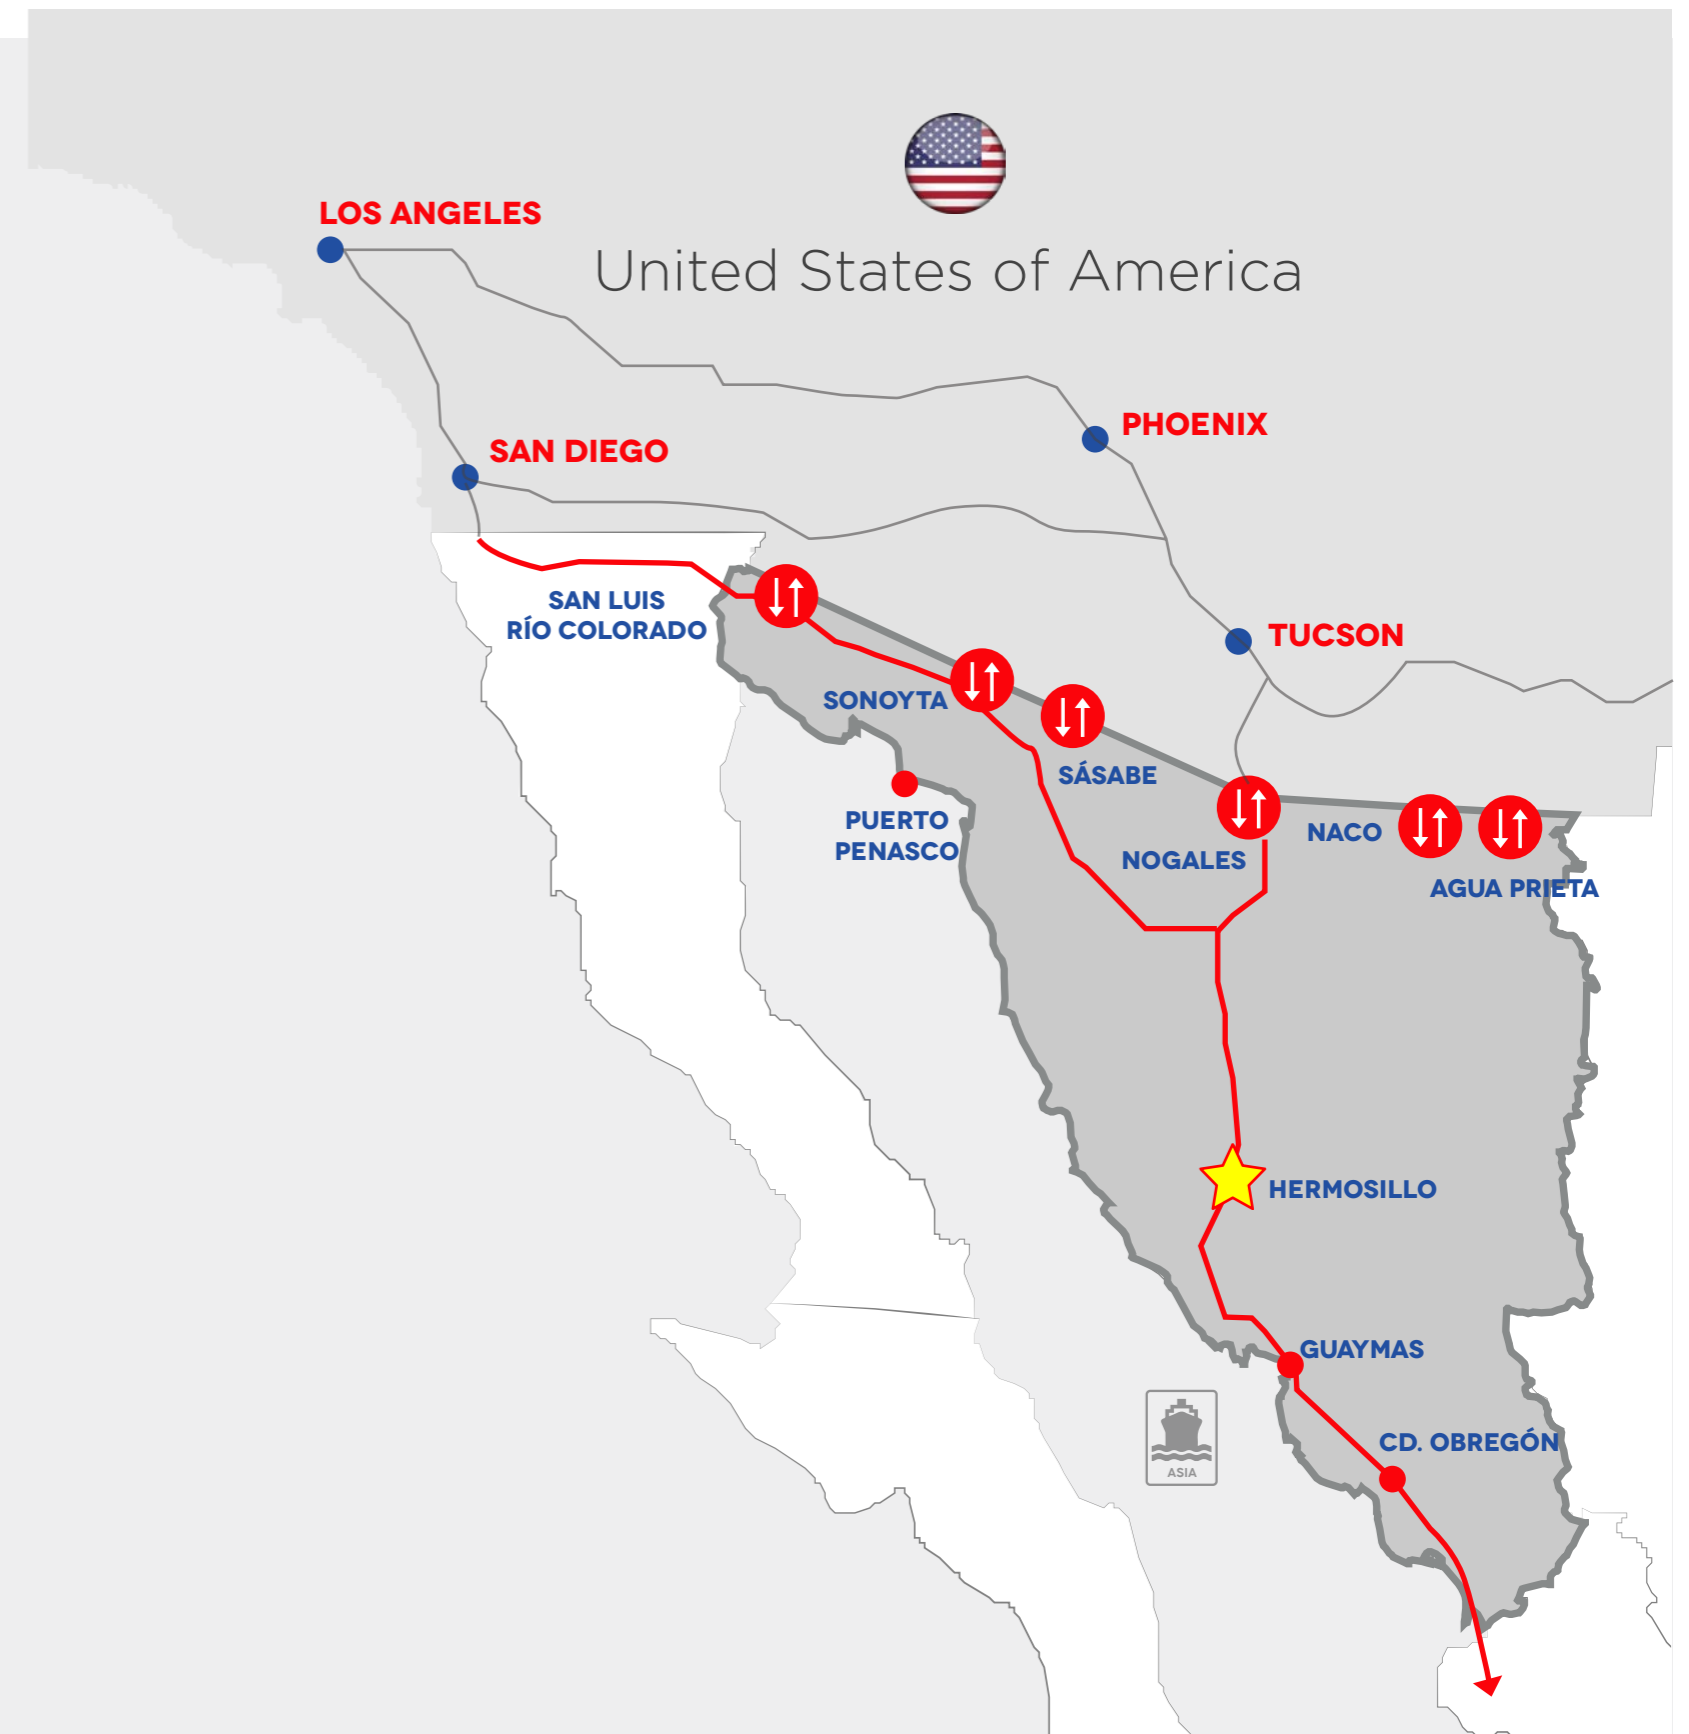 LOS ANGELES
United States of America
PHOENIX
SAN DIEGO
SAN LUIS
RÍO COLORADO
TUCSON
SONOYTA
SÁSABE
PUERTO
PENASCO
NACO
NOGALES
AGUA PRIETA
HERMOSILLO
GUAYMAS
CD. OBREGÓN
ASIA